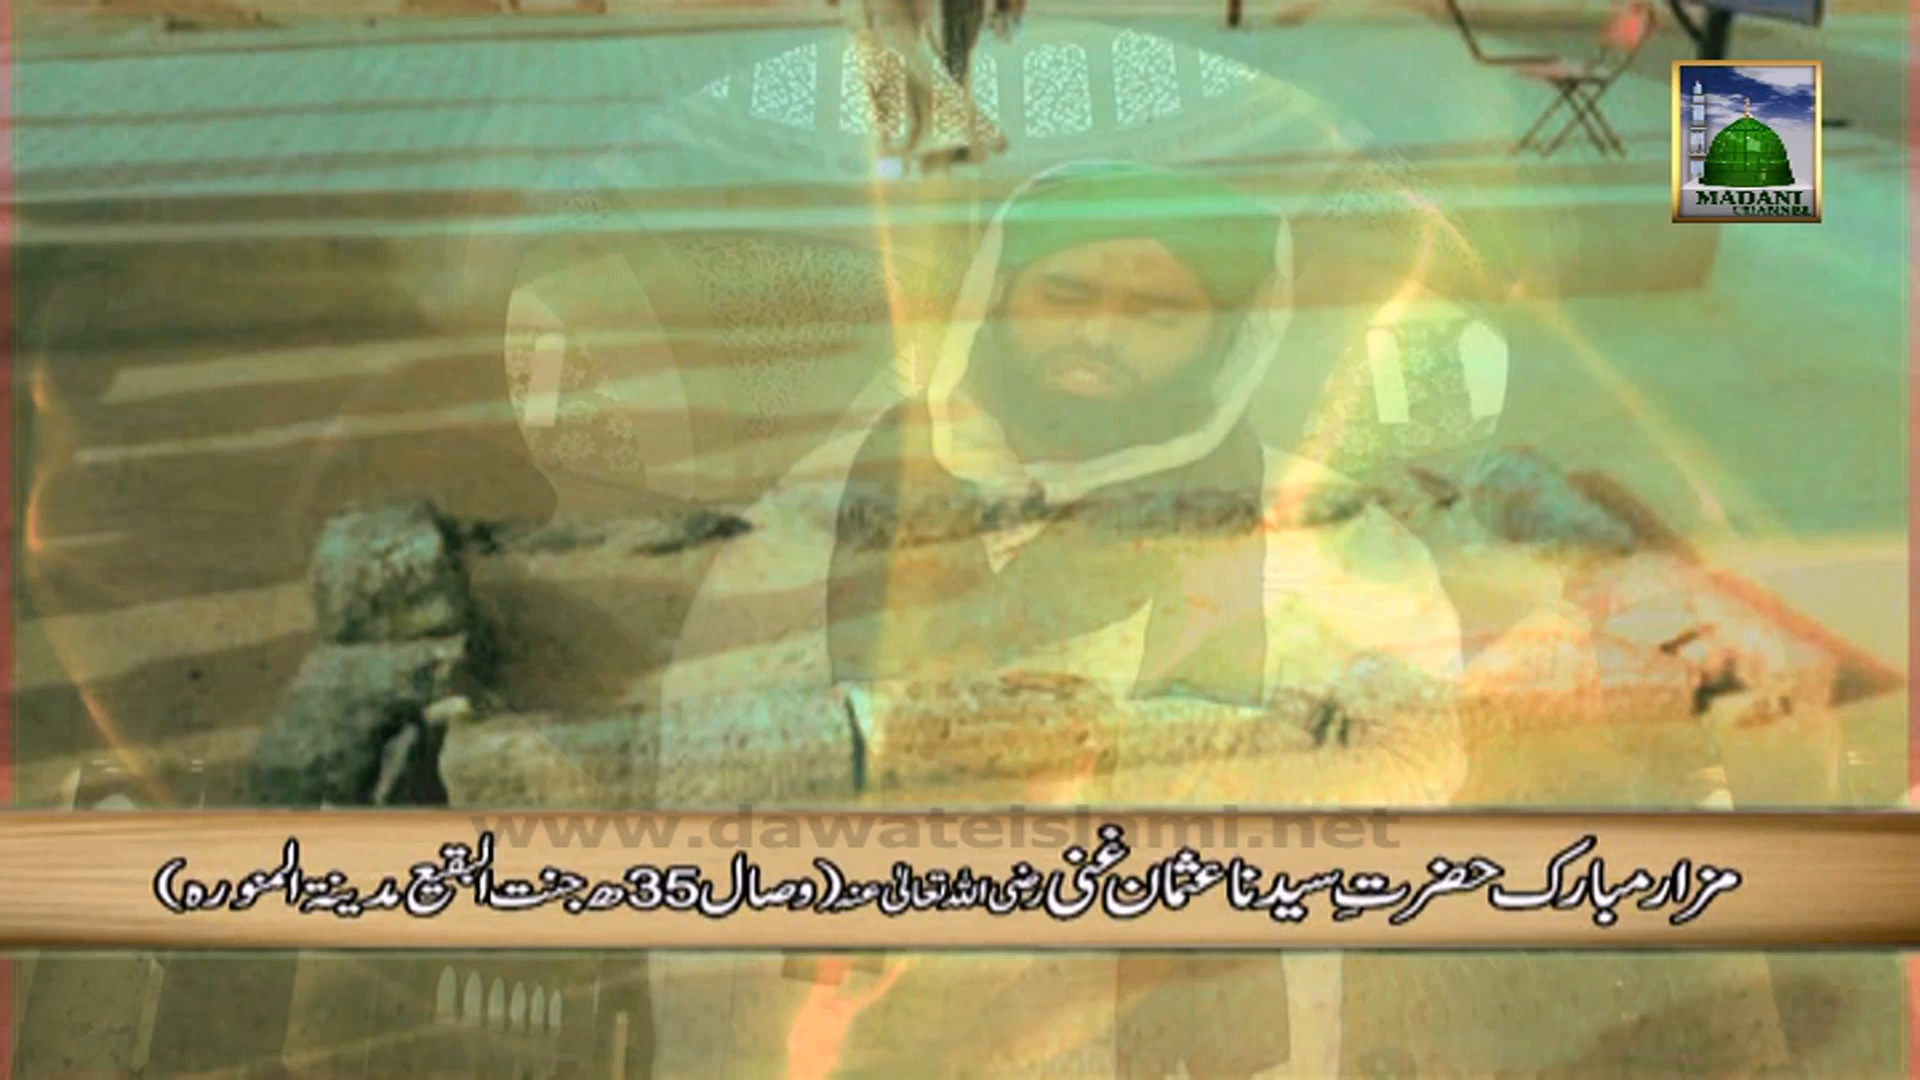 MADANI
CHANNEL
www.dawateislami.net
مزار مبارک حضرتِ سیدنا عثمان غنی رضی اللہ تعالیٰ عنہ (وصال 35ھ جنت البقیع مدینۃ المنورہ)